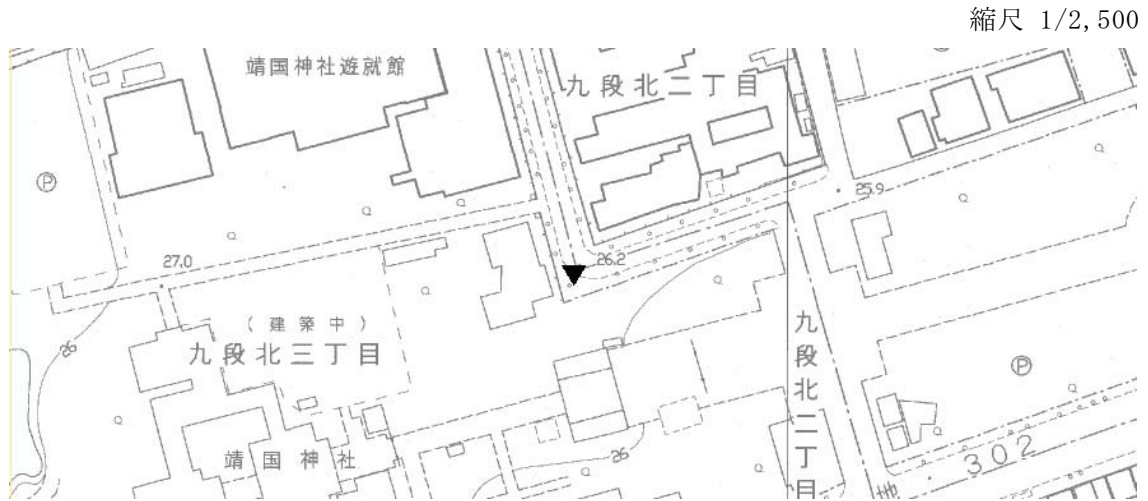 縮尺 1/2,500
靖国神社遊就館
九段北二丁目
P
25.9
26.2
27.0
（建築中）
九段北三丁目
26
九段北二丁目
P
靖国神社
26
302
地